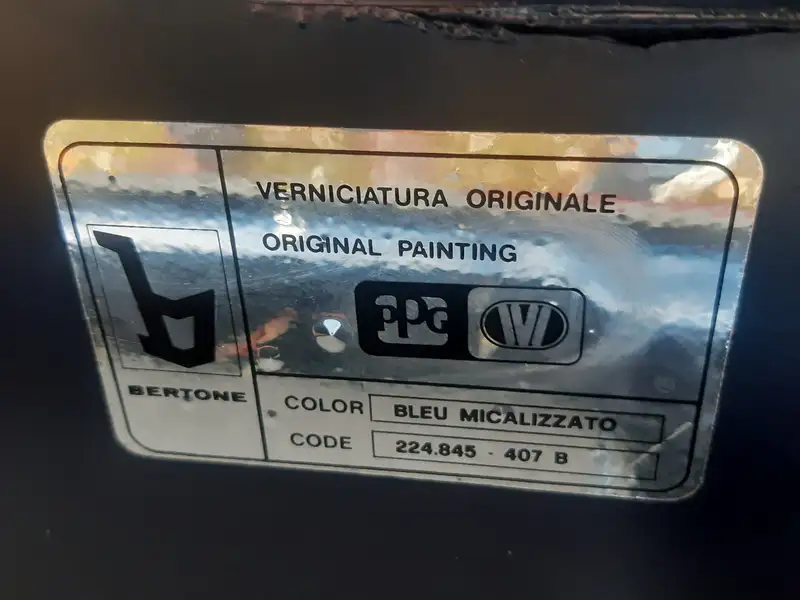 VERNICIATURA ORIGINALE
ORIGINAL PAINTING
PPG
BERTONE
COLOR BLEU MICALIZZATO
CODE 224.845 - 407 B